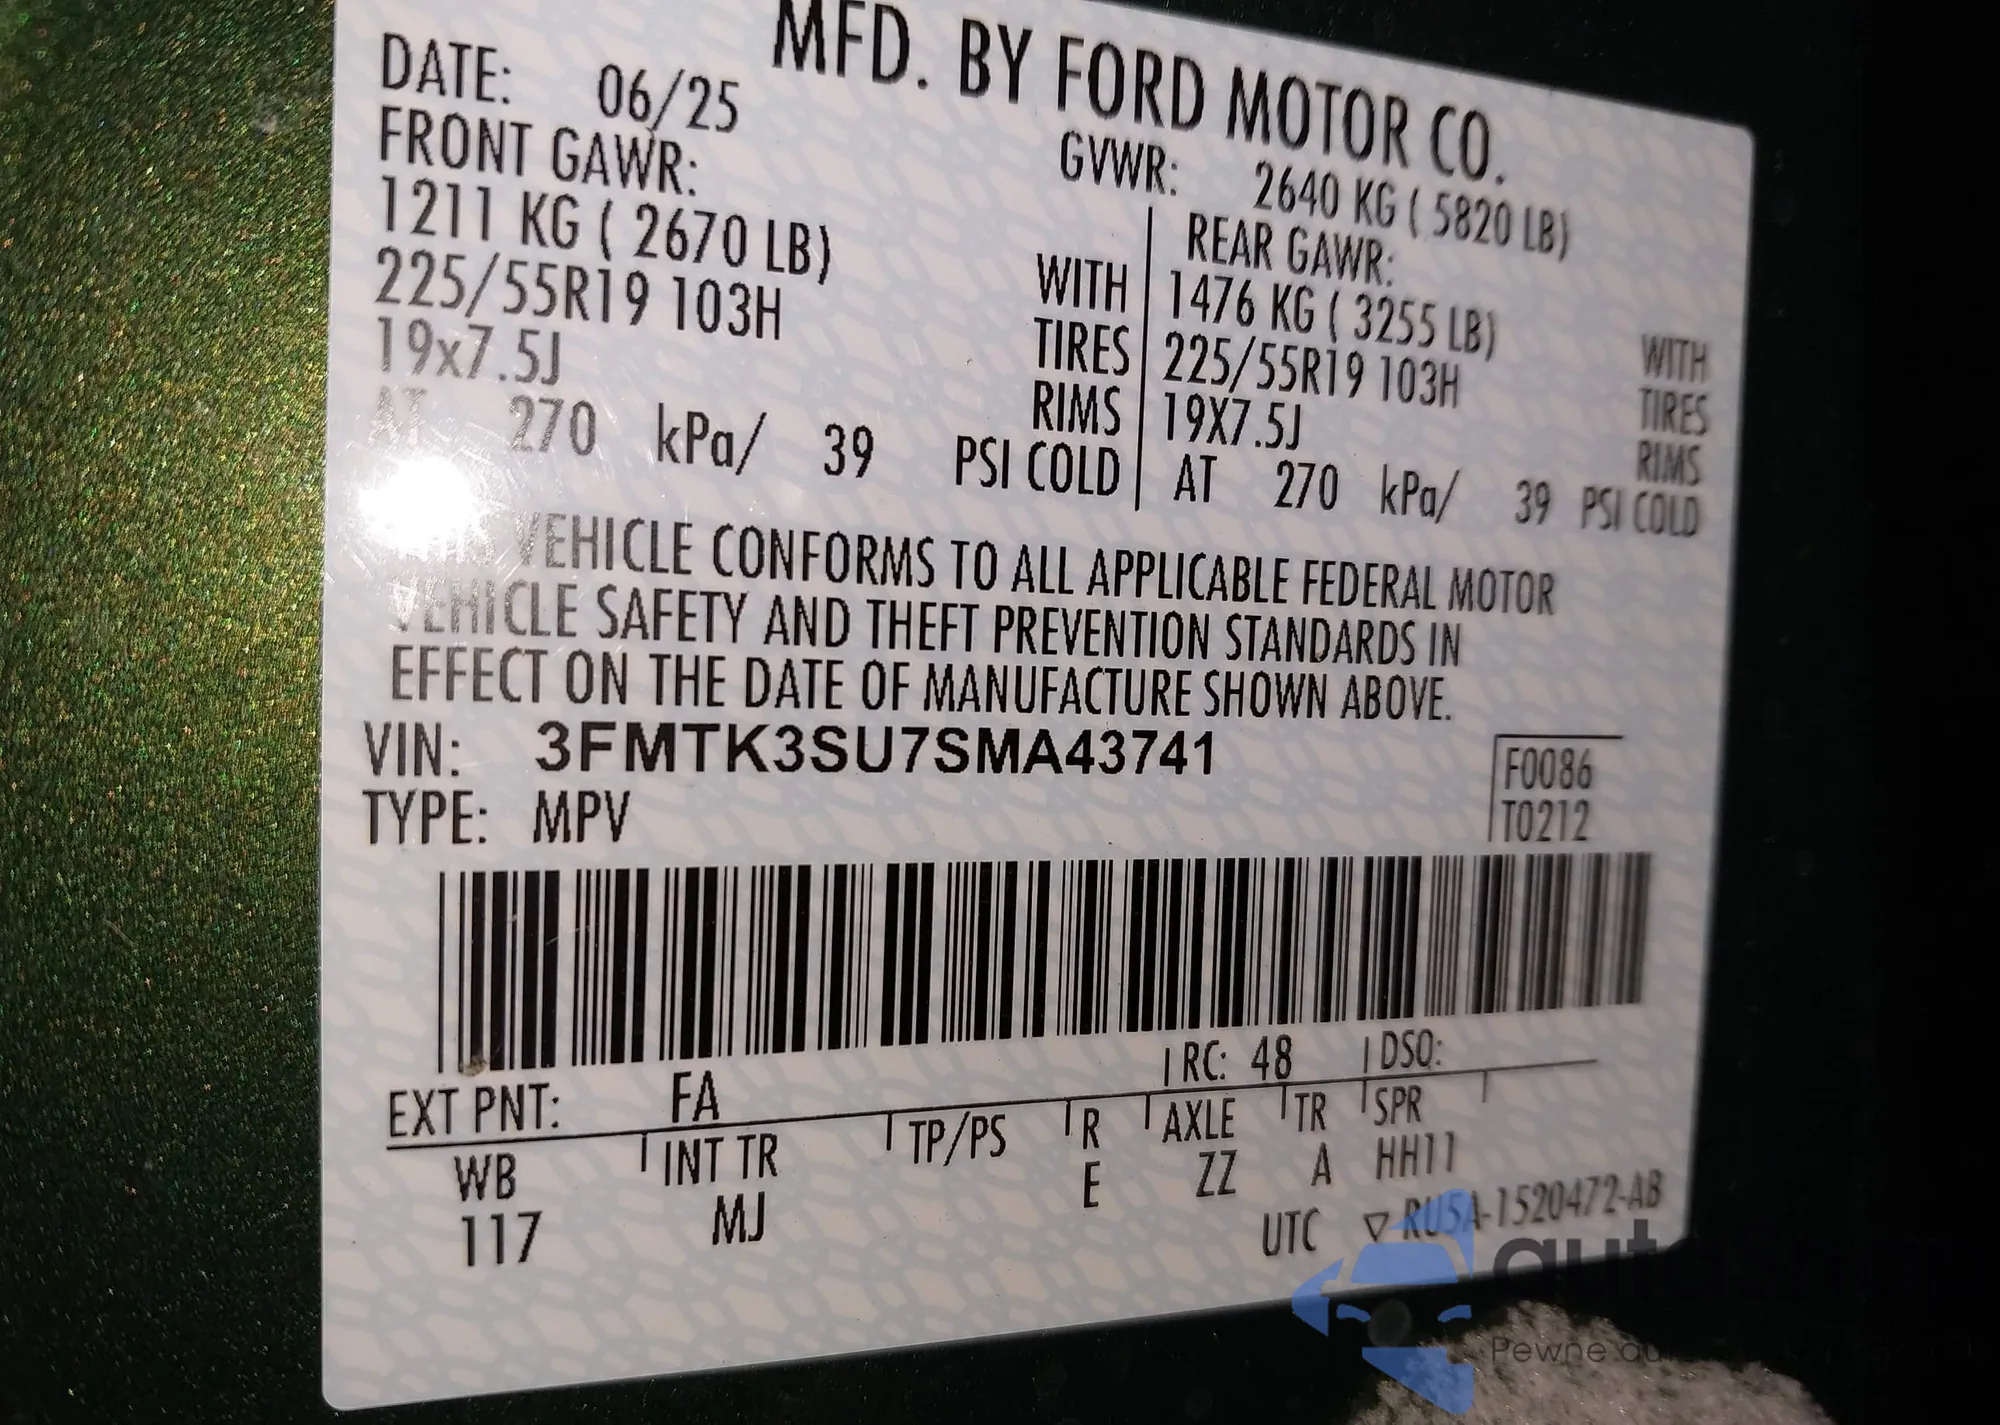 MFD. BY FORD MOTOR CO.
DATE: 06/25
GVWR: 2640 KG ( 5820 LB)
FRONT GAWR:
REAR GAWR:
1211 KG ( 2670 LB) WITH
1476 KG ( 3255 LB) WITH
225/55R19 103H TIRES
225/55R19 103H TIRES
19x7.5J RIMS
19X7.5J RIMS
AT 270 kPa/ 39 PSI COLD
AT 270 kPa/ 39 PSI COLD
THIS VEHICLE CONFORMS TO ALL APPLICABLE FEDERAL MOTOR
VEHICLE SAFETY AND THEFT PREVENTION STANDARDS IN
EFFECT ON THE DATE OF MANUFACTURE SHOWN ABOVE.
VIN: 3FMTK3SU7SMA43741
F0086
TYPE: MPV
T0212
EXT PNT: FA
RC: 48 DSO:
WB INT TR TP/PS R AXLE TR SPR
117 MJ E ZZ A HH11
UTC ▽ RU5A-1520472-AB
Pewne